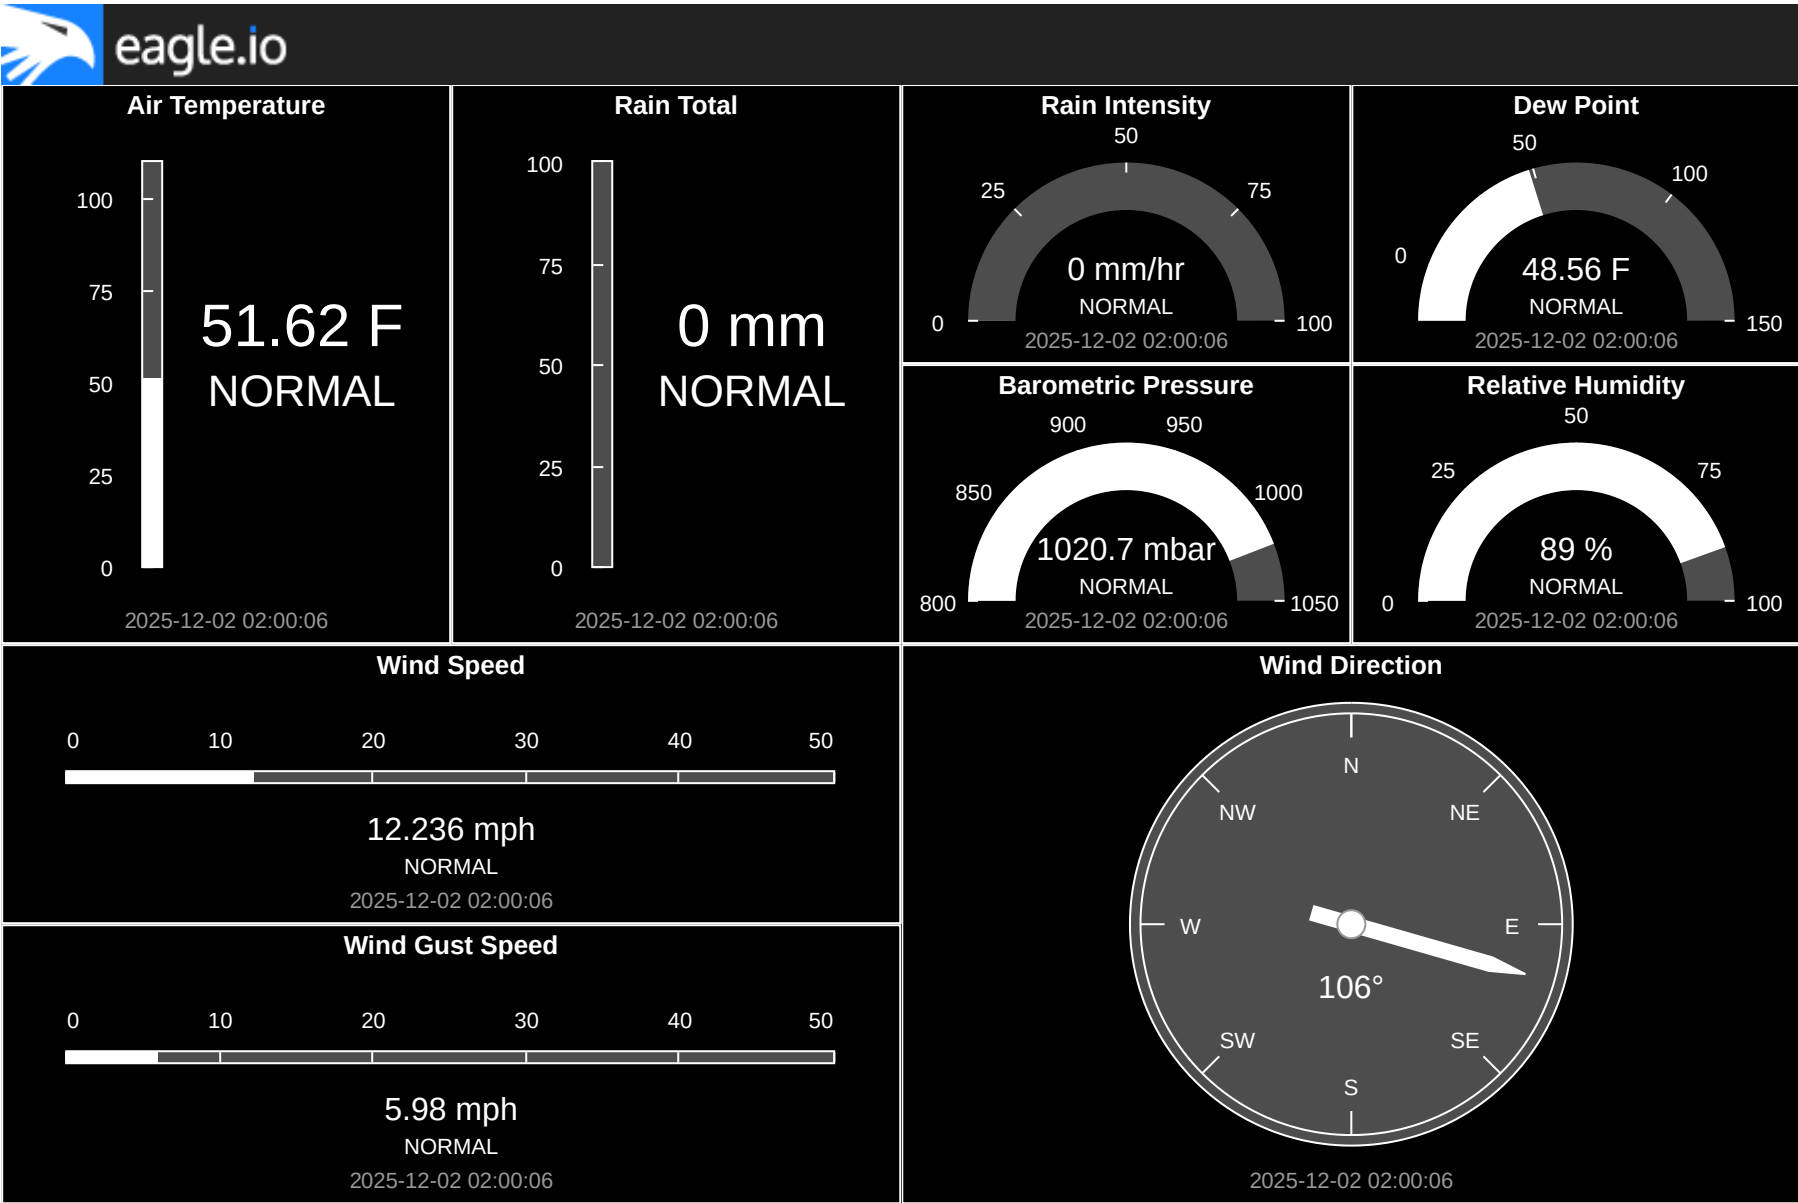 eagle.io
Air Temperature
100
75
50
25
0
51.62 F
NORMAL
2025-12-02 02:00:06
Rain Total
100
75
50
25
0
0 mm
NORMAL
2025-12-02 02:00:06
Rain Intensity
50
25
75
0
100
0 mm/hr
NORMAL
2025-12-02 02:00:06
Dew Point
50
100
0
150
48.56 F
NORMAL
2025-12-02 02:00:06
Barometric Pressure
900
950
850
1000
800
1050
1020.7 mbar
NORMAL
2025-12-02 02:00:06
Relative Humidity
50
25
75
0
100
89 %
NORMAL
2025-12-02 02:00:06
Wind Speed
0 10 20 30 40 50
12.236 mph
NORMAL
2025-12-02 02:00:06
Wind Gust Speed
0 10 20 30 40 50
5.98 mph
NORMAL
2025-12-02 02:00:06
Wind Direction
N
NW
NE
W
E
106°
SW
SE
S
2025-12-02 02:00:06